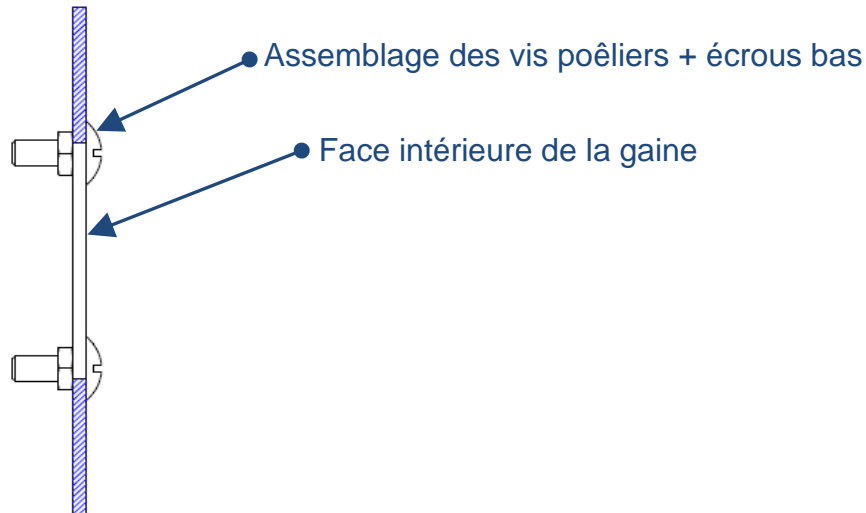 Assemblage des vis poêliers + écrous bas
Face intérieure de la gaine